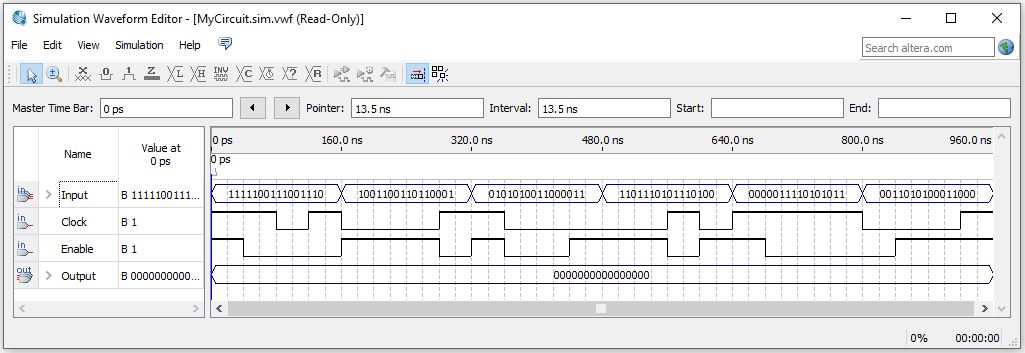 Simulation Waveform Editor - [MyCircuit.sim.vwf (Read-Only)]
File Edit View Simulation Help
Search altera.com
Master Time Bar: 0 ps Pointer: 13.5 ns Interval: 13.5 ns Start: End:
Name Value at 0 ps
0 ps 160.0 ns 320.0 ns 480.0 ns 640.0 ns 800.0 ns 960.0 ns
0 ps
Input B 1111100111... 1111100111001110 1001100110110001 0101010011000011 1101110101110100 0000011110101011 0011010100011000
Clock B 1
Enable B 1
Output B 0000000000... 0000000000000000
0% 00:00:00